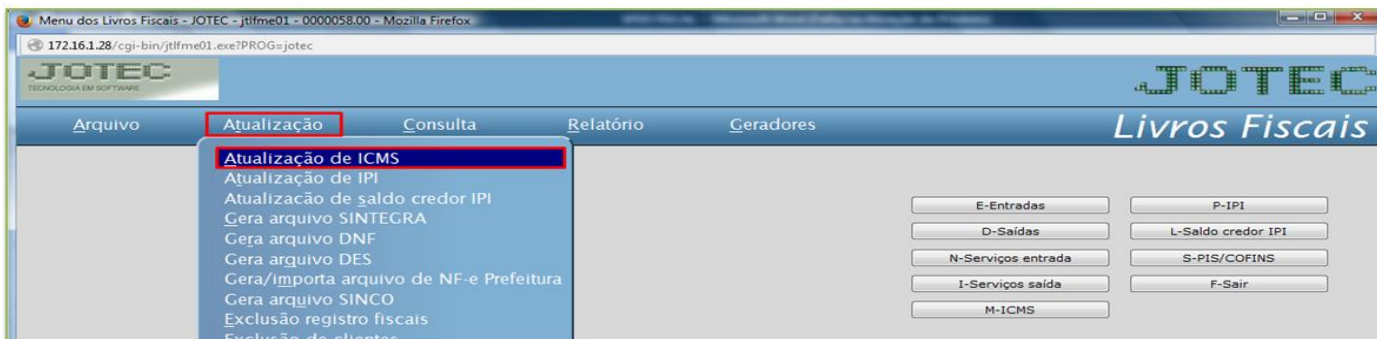 Menu dos Livros Fiscais - JOTEC - jtlfme01 - 0000058.00 - Mozilla Firefox
172.16.1.28/cgi-bin/jtlfme01.exe?PROG=jotec
JOTEC
TECNOLOGIA EM SOFTWARE
JOTEC
Arquivo Atualização Consulta Relatório Geradores Livros Fiscais
Atualização de ICMS
Atualização de IPI
Atualizacão de saldo credor IPI
Gera arquivo SINTEGRA
Gera arquivo DNF
Gera arquivo DES
Gera/importa arquivo de NF-e Prefeitura
Gera arquivo SINCO
Exclusão registro fiscais
Exclusão de clientes
E-Entradas P-IPI
D-Saídas L-Saldo credor IPI
N-Serviços entrada S-PIS/COFINS
I-Serviços saída F-Sair
M-ICMS